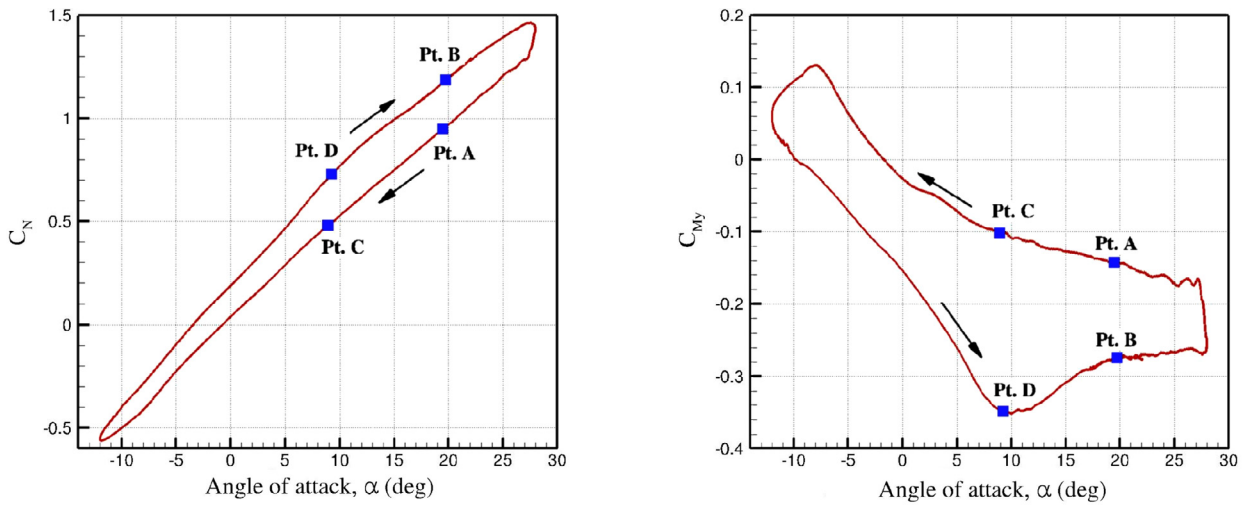 1.5
1
0.5
0
-0.5
C_N
-10 -5 0 5 10 15 20 25 30
Angle of attack, α (deg)
Pt. B
Pt. D
Pt. A
Pt. C
0.2
0.1
0
-0.1
-0.2
-0.3
-0.4
C_My
-10 -5 0 5 10 15 20 25 30
Angle of attack, α (deg)
Pt. C
Pt. A
Pt. B
Pt. D